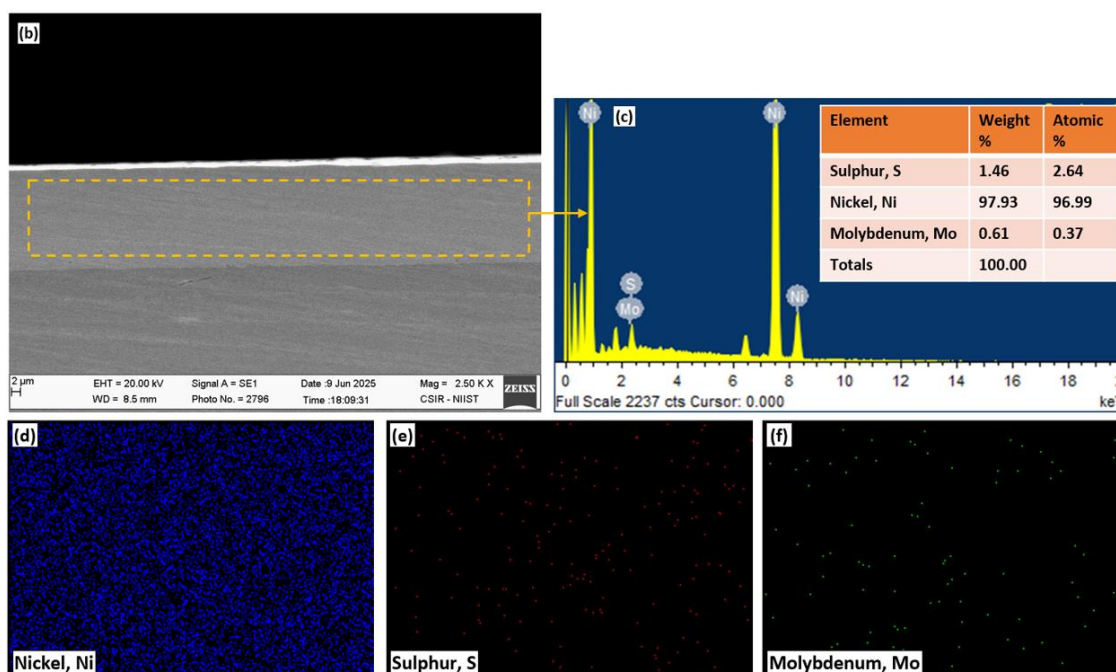 (b)
2 µm
EHT = 20.00 kV Signal A = SE1 Date :9 Jun 2025 Mag = 2.50 K X
WD = 8.5 mm Photo No. = 2796 Time :18:09:31 CSIR - NIIST
ZEISS
(c)
Ni Ni
S
Mo Ni
Element Weight % Atomic %
Sulphur, S 1.46 2.64
Nickel, Ni 97.93 96.99
Molybdenum, Mo 0.61 0.37
Totals 100.00
0 2 4 6 8 10 12 14 16 18
Full Scale 2237 cts Cursor: 0.000
(d)
Nickel, Ni
(e)
Sulphur, S
(f)
Molybdenum, Mo